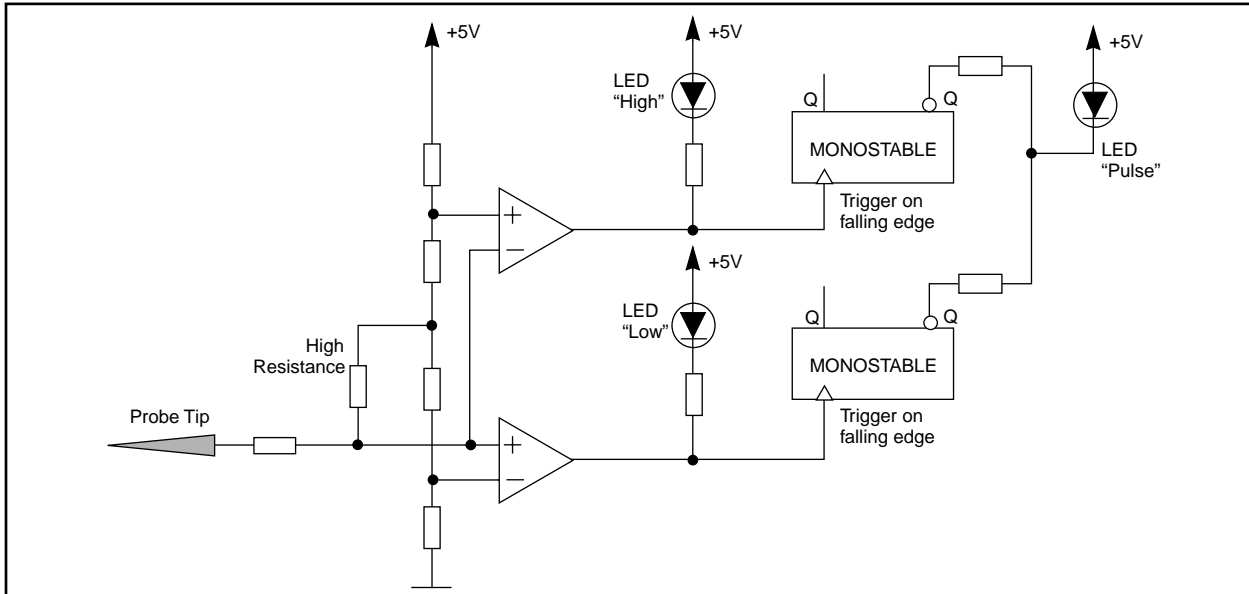 +5V
+5V
+5V
LED
“High”
Q
Q
MONOSTABLE
LED
“Pulse”
+
−
Trigger on
falling edge
+5V
LED
“Low”
Q
Q
High
Resistance
MONOSTABLE
Probe Tip
+
−
Trigger on
falling edge